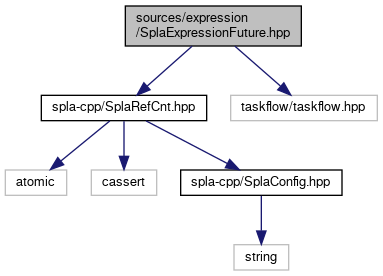 sources/expression
/SplaExpressionFuture.hpp
spla-cpp/SplaRefCnt.hpp
taskflow/taskflow.hpp
atomic
cassert
spla-cpp/SplaConfig.hpp
string